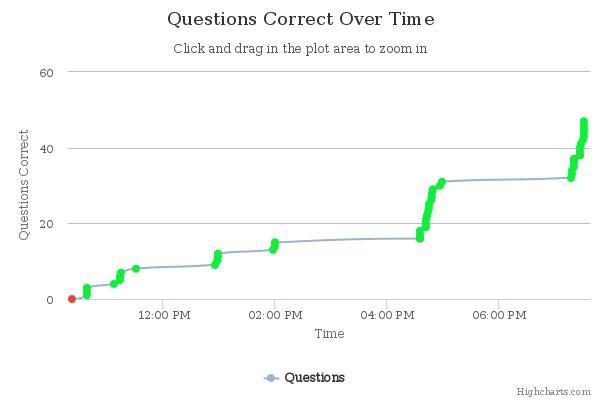 Questions Correct Over Time
Click and drag in the plot area to zoom in
60
40
20
0
Questions Correct
12:00 PM 02:00 PM 04:00 PM 06:00 PM
Time
Questions
Highcharts.com